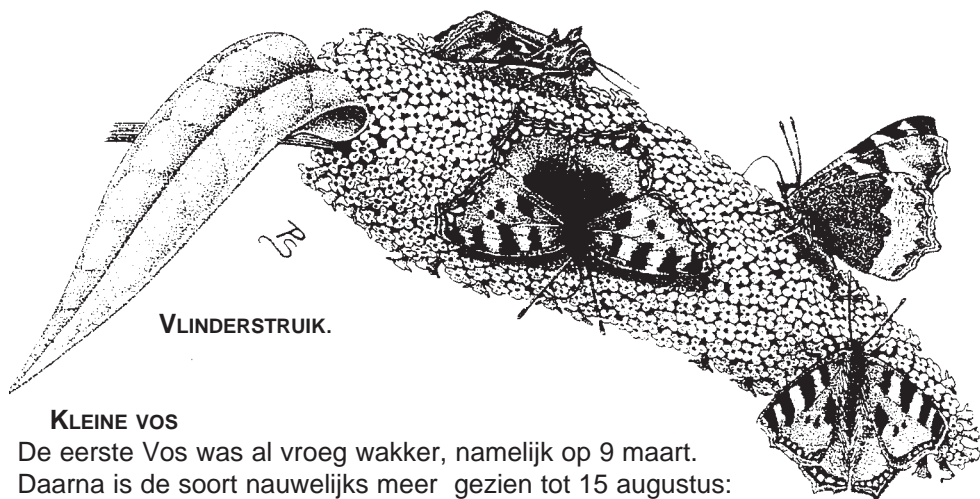 PS
VLINDERSTRUIK.
KLEINE VOS
De eerste Vos was al vroeg wakker, namelijk op 9 maart.
Daarna is de soort nauwelijks meer gezien tot 15 augustus: